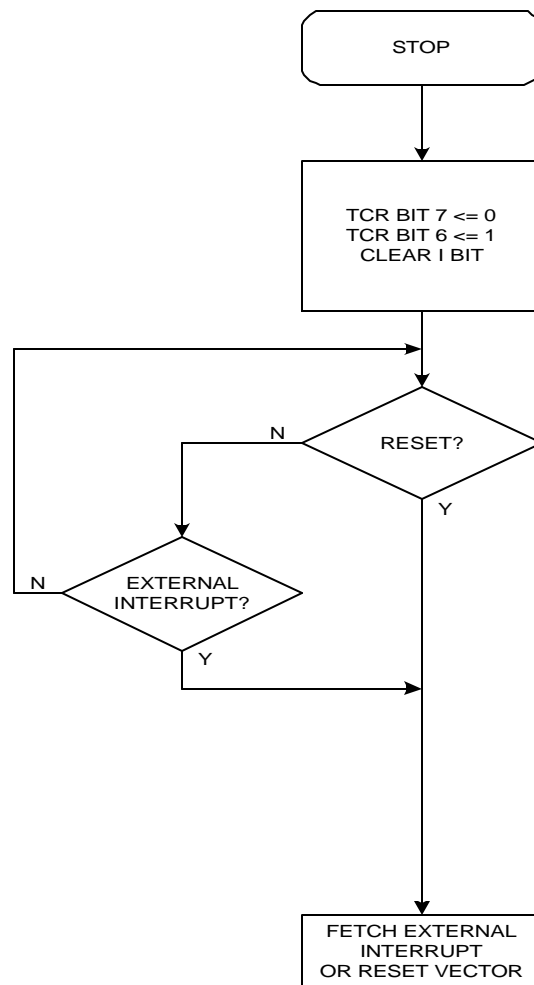 STOP
TCR BIT 7 <= 0
TCR BIT 6 <= 1
CLEAR I BIT
N
RESET?
Y
N
EXTERNAL
INTERRUPT?
Y
FETCH EXTERNAL
INTERRUPT
OR RESET VECTOR